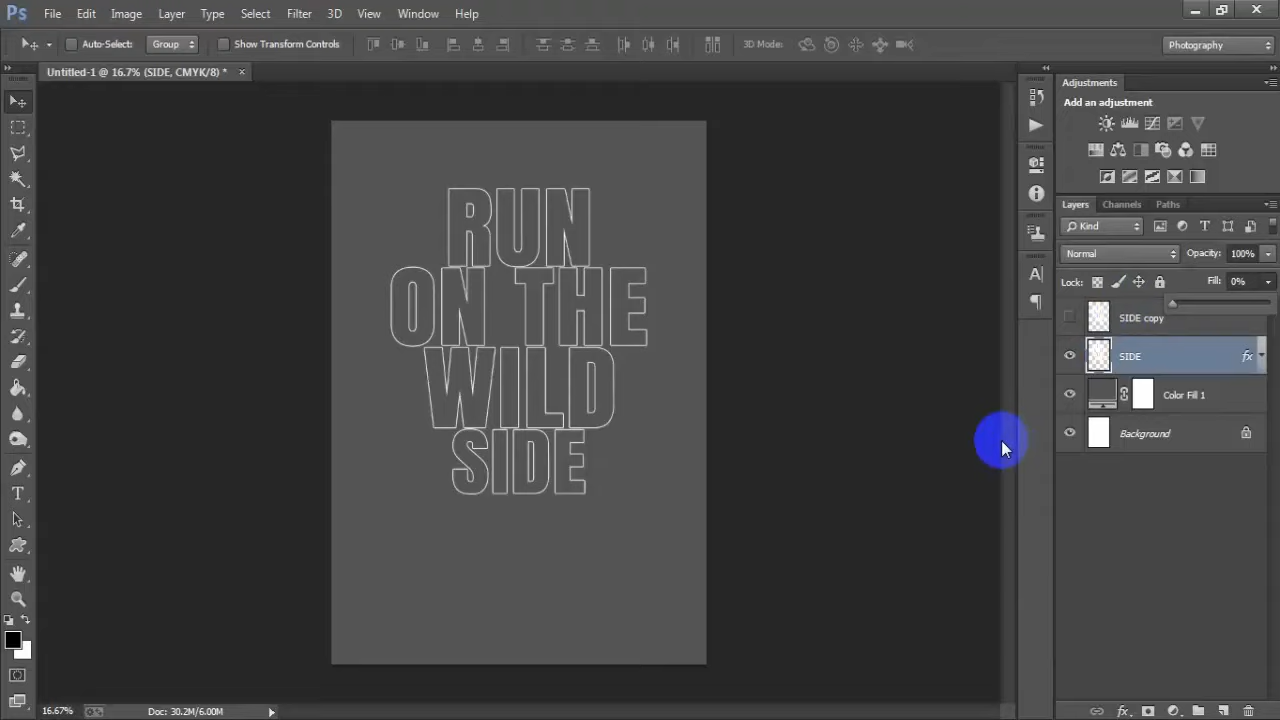 Ps File Edit Image Layer Type Select Filter 3D View Window Help
Auto-Select: Group Show Transform Controls 3D Mode: Photography
Untitled-1 @ 16.7% (SIDE, CMYK/8) * ×
Adjustments
Add an adjustment
Layers Channels Paths
Kind
Normal Opacity: 100%
Lock: Fill: 0%
SIDE copy
SIDE fx
Color Fill 1
Background
RUN
ON THE
WILD
SIDE
16.67% Doc: 30.2M/6.00M